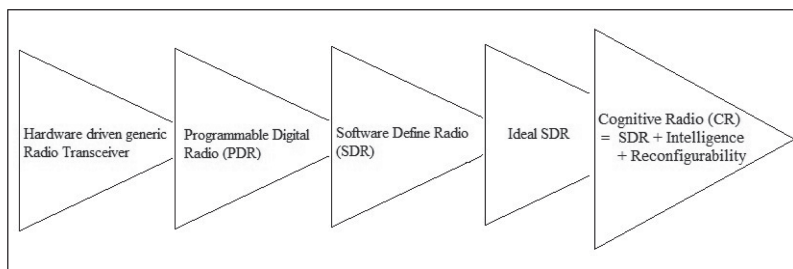 Hardware driven generic
Radio Transceiver
Programmable Digital
Radio (PDR)
Software Define Radio
(SDR)
Ideal SDR
Cognitive Radio (CR)
= SDR + Intelligence
+ Reconfigurability